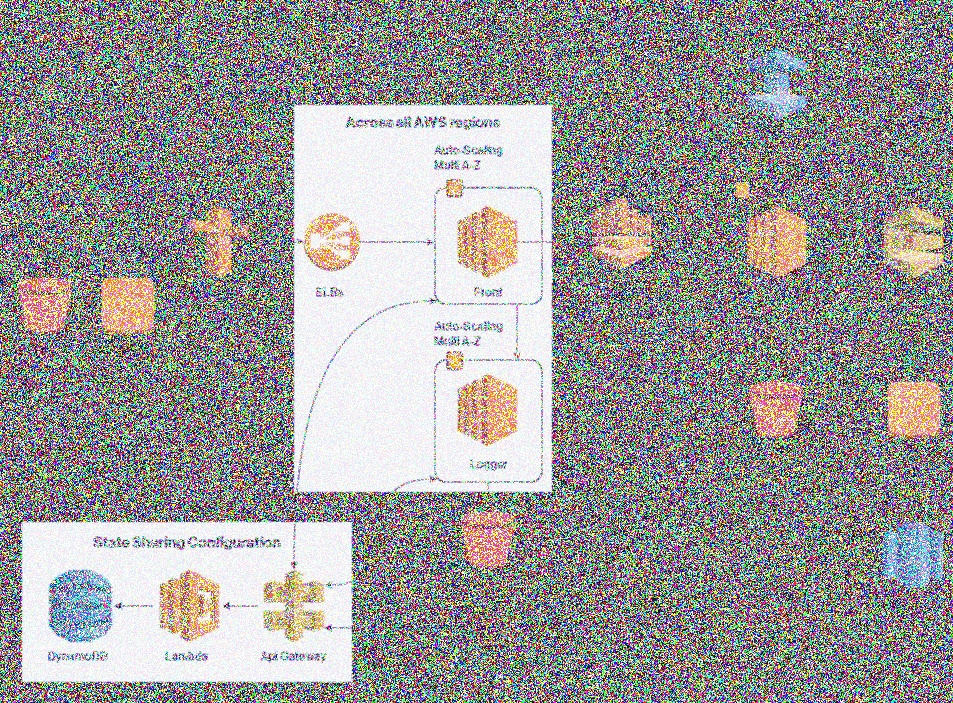 Across all AWS regions
Auto-Scaling
Multi A-Z
ELBs
Front
Auto-Scaling
Multi A-Z
State Sharing Configuration
DynamoDB
Lambda
Api Gateway